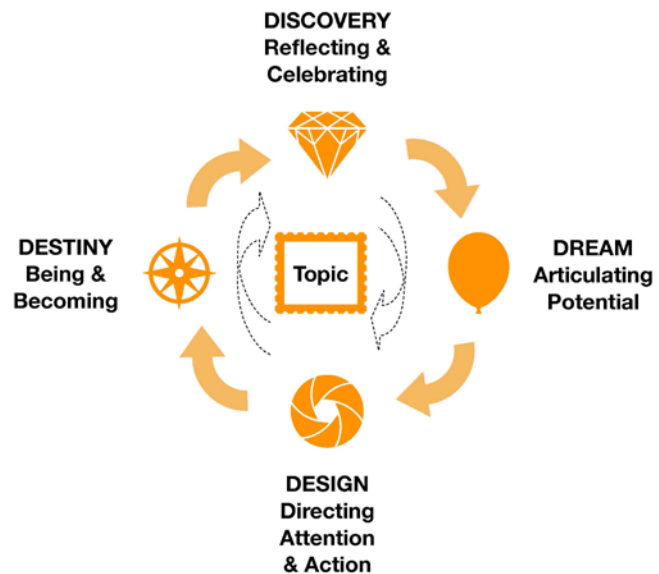 DISCOVERY
Reflecting &
Celebrating
DREAM
Articulating
Potential
DESIGN
Directing
Attention
& Action
DESTINY
Being &
Becoming
Topic